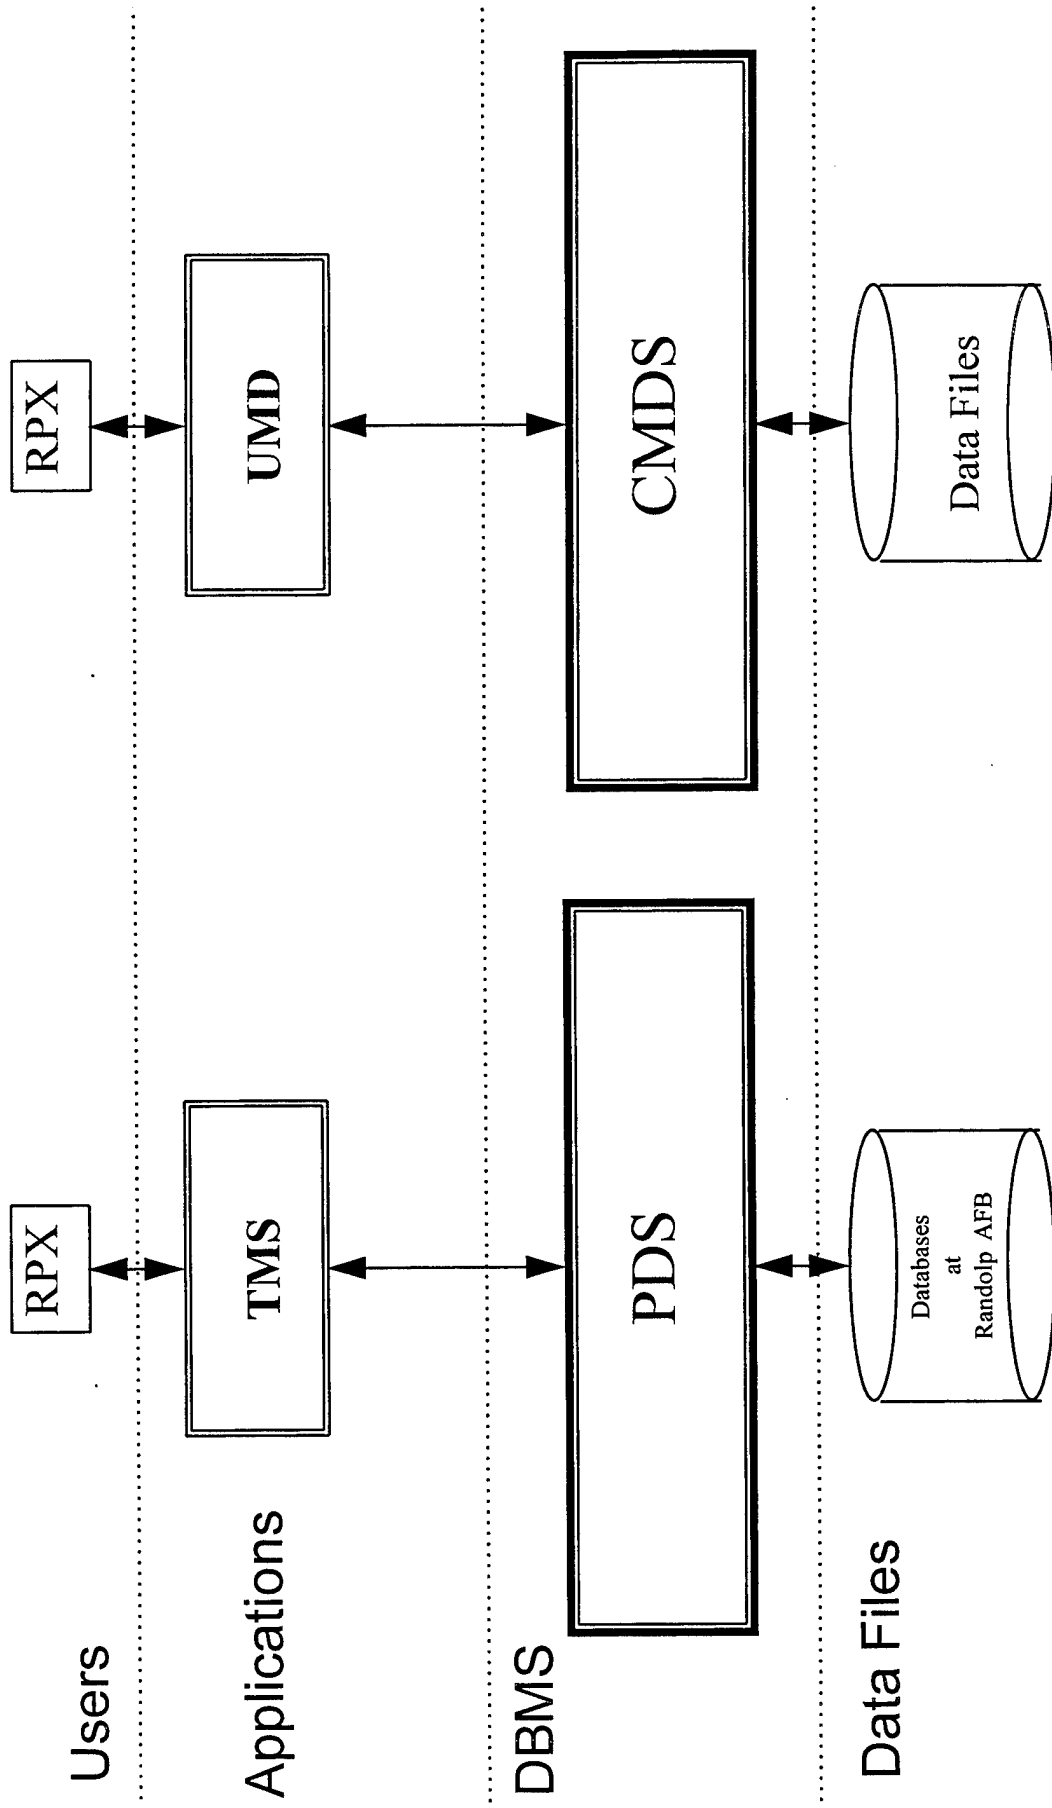 Users
RPX
RPX
Applications
TMS
UMD
DBMS
PDS
CMDS
Data Files
Databases
at
Randolp AFB
Data Files